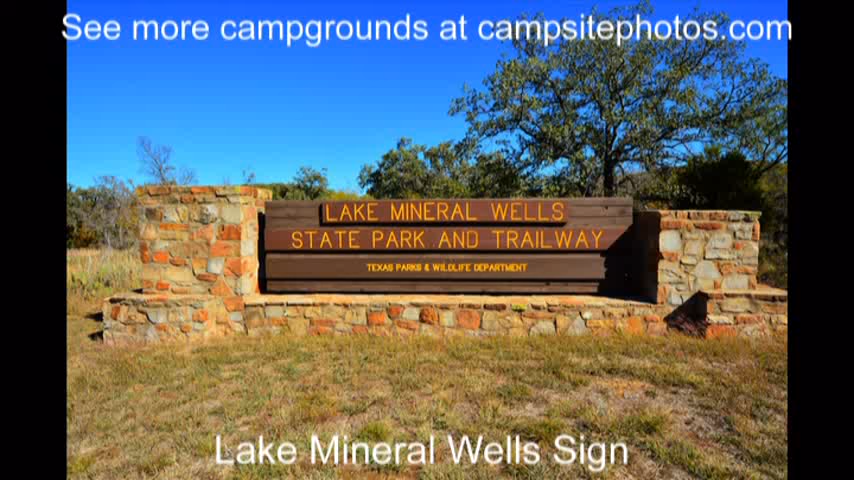 See more campgrounds at campsitephotos.com
LAKE MINERAL WELLS
STATE PARK AND TRAILWAY
TEXAS PARKS & WILDLIFE DEPARTMENT
Lake Mineral Wells Sign